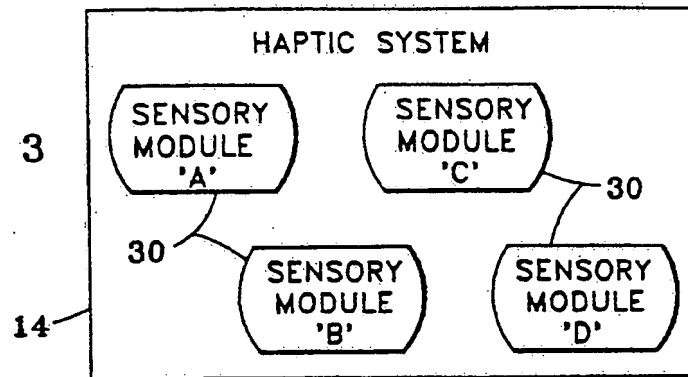 HAPTIC SYSTEM
SENSORY
MODULE
'A'
SENSORY
MODULE
'C'
3
30
30
SENSORY
MODULE
'B'
SENSORY
MODULE
'D'
14